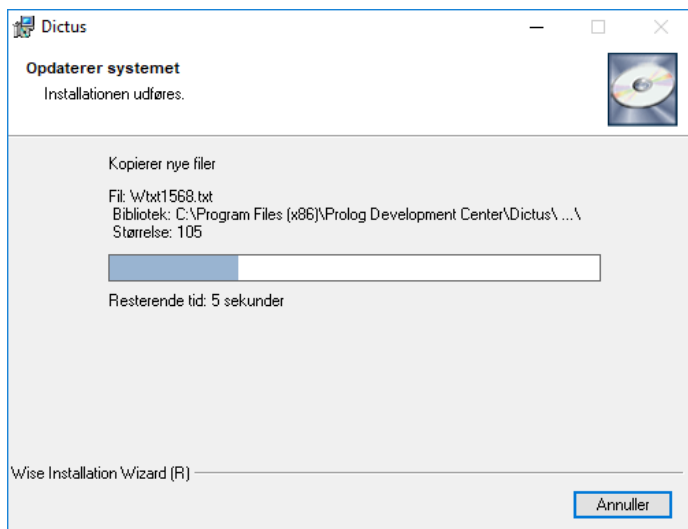 Dictus
Opdaterer systemet
Installationen udføres.
Kopierer nye filer
Fil: Wtxt1568.txt
Bibliotek: C:\Program Files (x86)\Prolog Development Center\Dictus\ ...\
Størrelse: 105
Resterende tid: 5 sekunder
Wise Installation Wizard (R)
Annuller